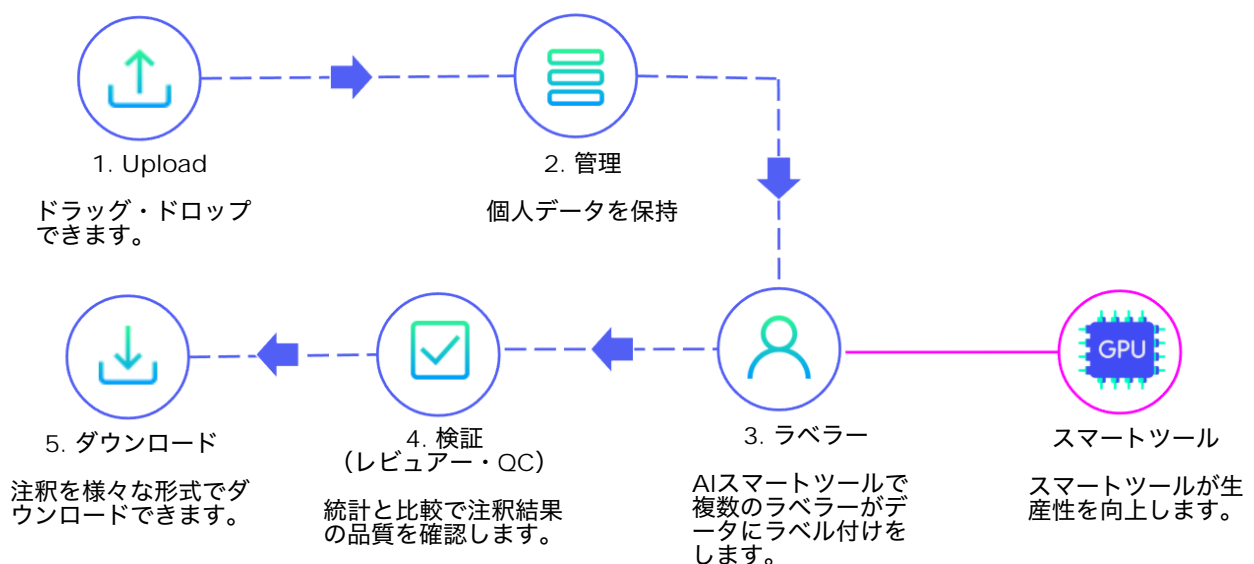 1. Upload
ドラッグ・ドロップ
できます。
2. 管理
個人データを保持
GPU
5. ダウンロード
注釈を様々な形式でダ
ウンロードできます。
4. 検証
（レビュアー・QC）
統計と比較で注釈結果
の品質を確認します。
3. ラベラー
AIスマートツールで
複数のラベラーがデ
ータにラベル付けを
します。
スマートツール
スマートツールが生
産性を向上します。